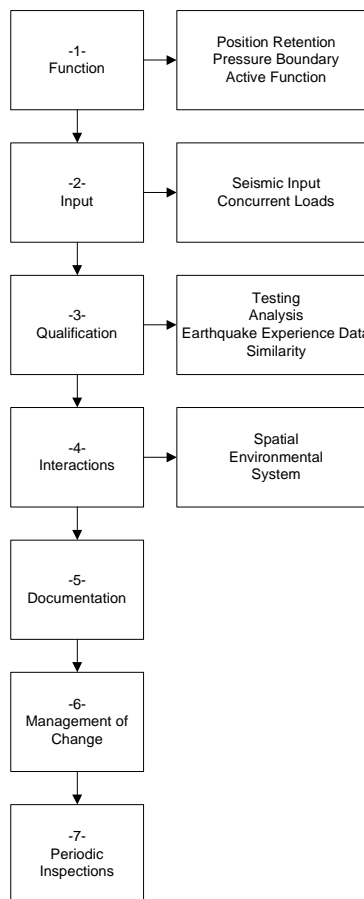 -1-
Function
Position Retention
Pressure Boundary
Active Function
-2-
Input
Seismic Input
Concurrent Loads
-3-
Qualification
Testing
Analysis
Earthquake Experience Data
Similarity
-4-
Interactions
Spatial
Environmental
System
-5-
Documentation
-6-
Management of
Change
-7-
Periodic
Inspections